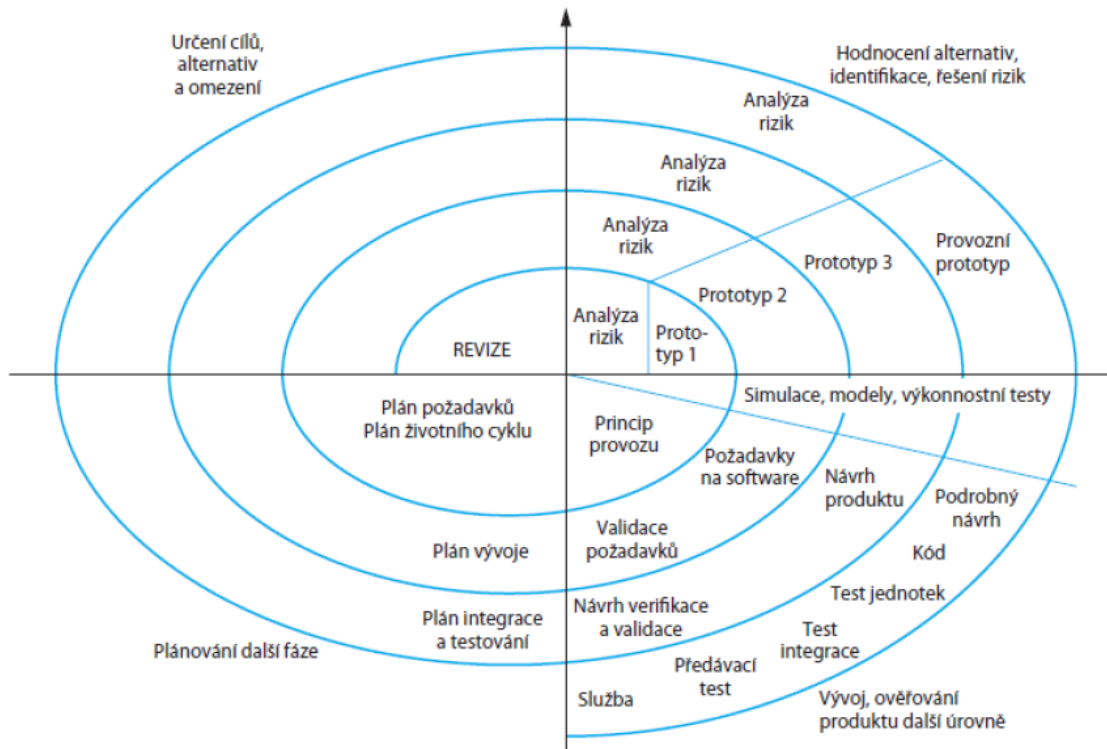 Určení cílů,
alternativ
a omezení
Hodnocení alternativ,
identifikace, řešení rizik
Analýza
rizik
Analýza
rizik
Analýza
rizik
Provozní
prototyp
Prototyp 3
Prototyp 2
Analýza
rizik
Proto-
typ 1
REVIZE
Simulace, modely, výkonnostní testy
Plán požadavků
Plán životního cyklu
Princip
provozu
Požadavky
na software
Návrh
produktu
Podrobný
návrh
Plán vývoje
Validace
požadavků
Kód
Test jednotek
Plán integrace
a testování
Návrh verifikace
a validace
Test
integrace
Plánování další fáze
Předávací
test
Služba
Vývoj, ověřování
produktu další úrovně